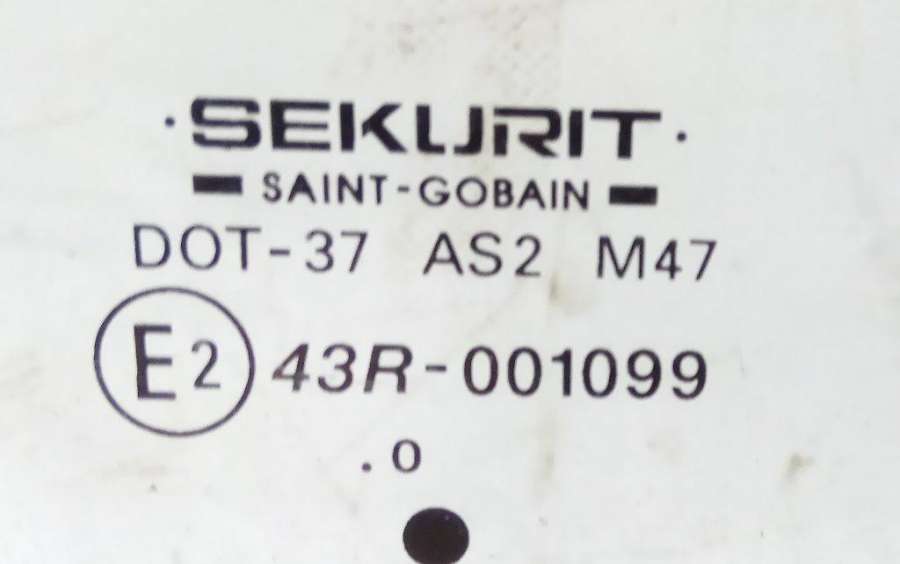 · SEKURIT ·
SAINT-GOBAIN
DOT-37 AS2 M47
E2 43R-001099
.0